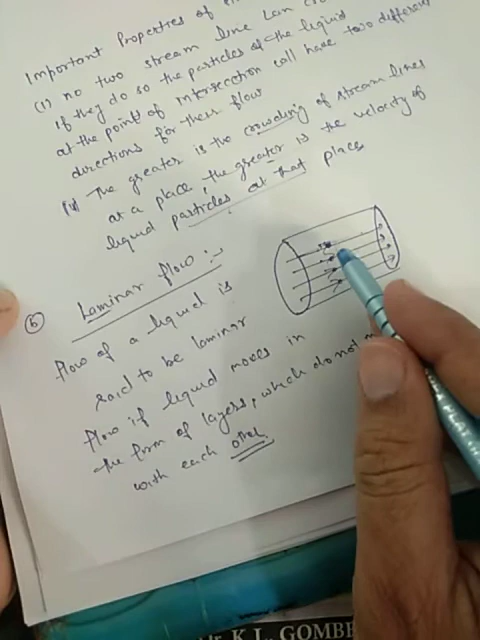 Important Properties of
(i) no two stream line can
if they do so the particles of the liquid
at the point of intersection will have two different
directions for their flow
(ii) The greater is the crowding of stream lines
at a place, the greater is the velocity of
liquid particles at that place
(b) Laminar flow :-
flow of a liquid is
said to be laminar
flow if liquid moves in
the form of layers, which do not
with each other
K.L. GOMBE